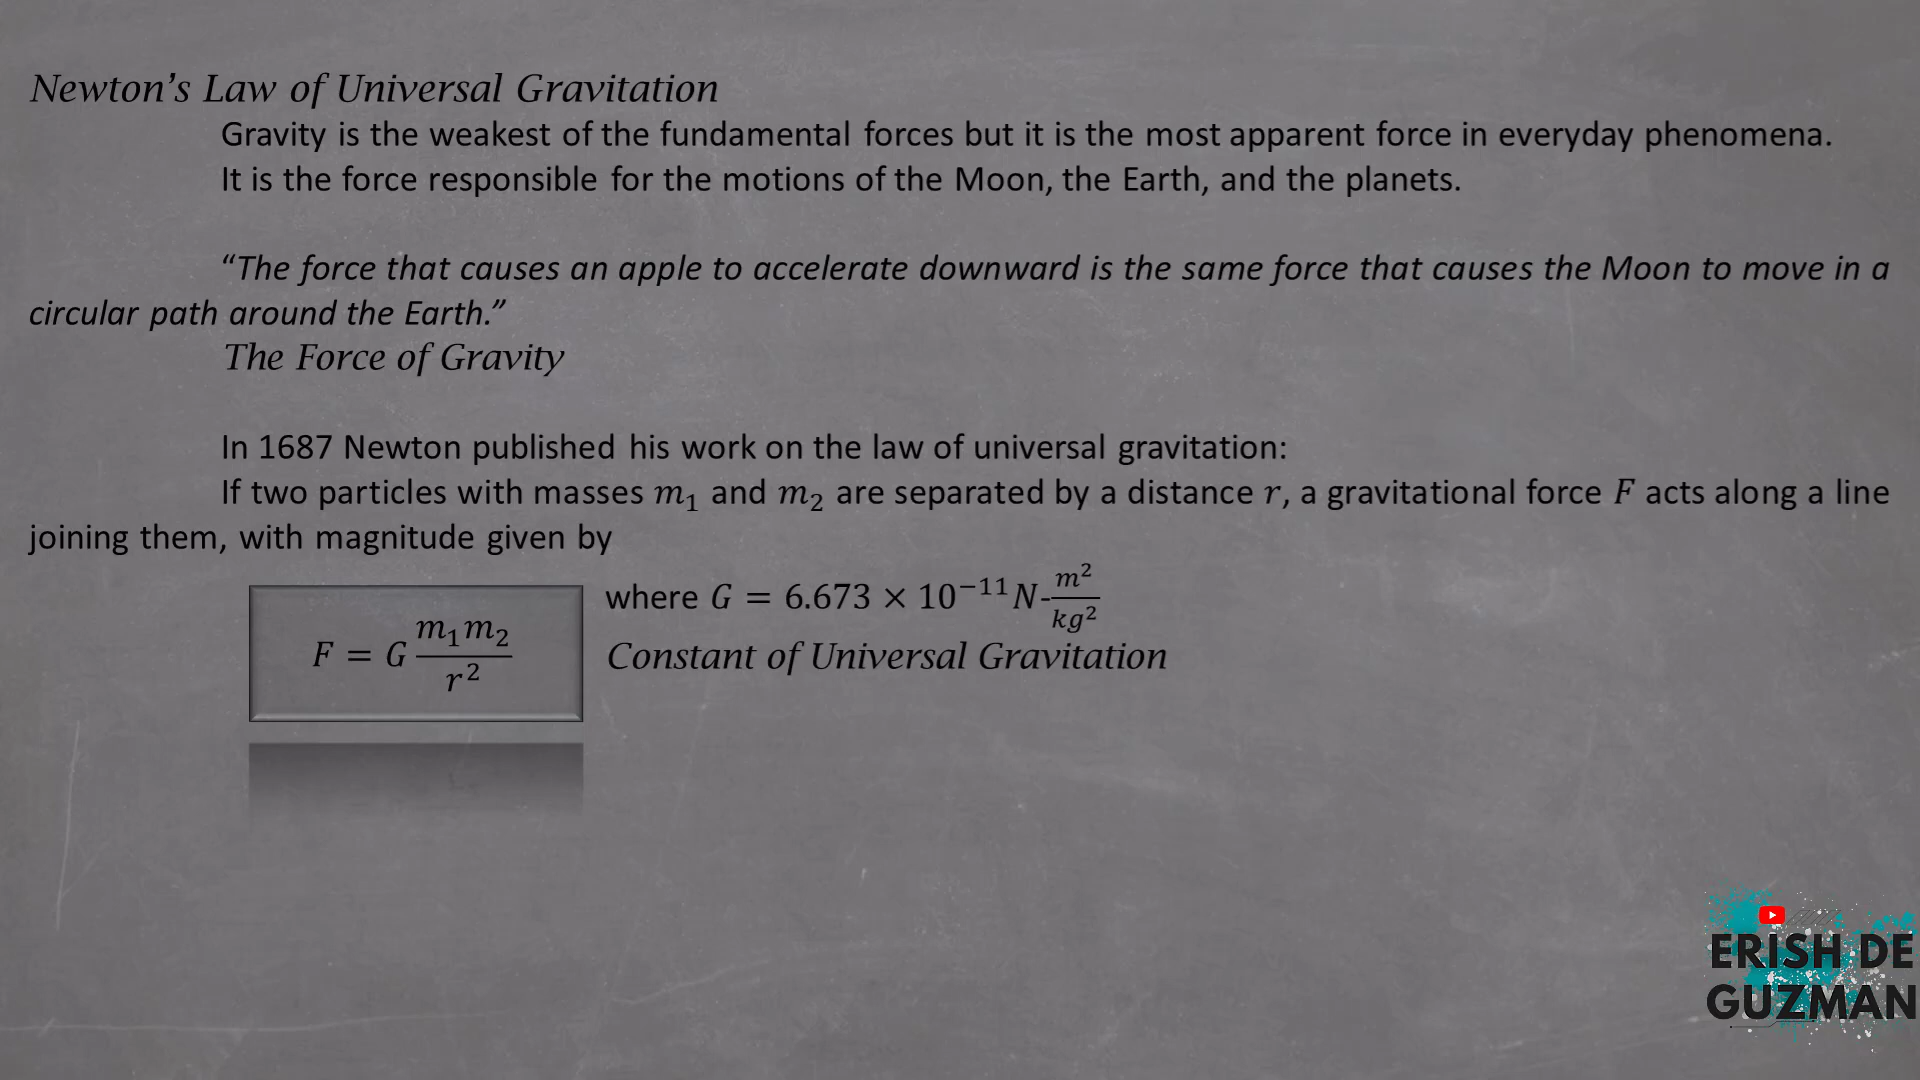 Newton’s Law of Universal Gravitation
Gravity is the weakest of the fundamental forces but it is the most apparent force in everyday phenomena.
It is the force responsible for the motions of the Moon, the Earth, and the planets.
“The force that causes an apple to accelerate downward is the same force that causes the Moon to move in a
circular path around the Earth.”
The Force of Gravity
In 1687 Newton published his work on the law of universal gravitation:
If two particles with masses m₁ and m₂ are separated by a distance r, a gravitational force F acts along a line
joining them, with magnitude given by
F = G m₁m₂/r²
where G = 6.673 × 10⁻¹¹ N-m²/kg²
Constant of Universal Gravitation
ERISH DE
GUZMAN